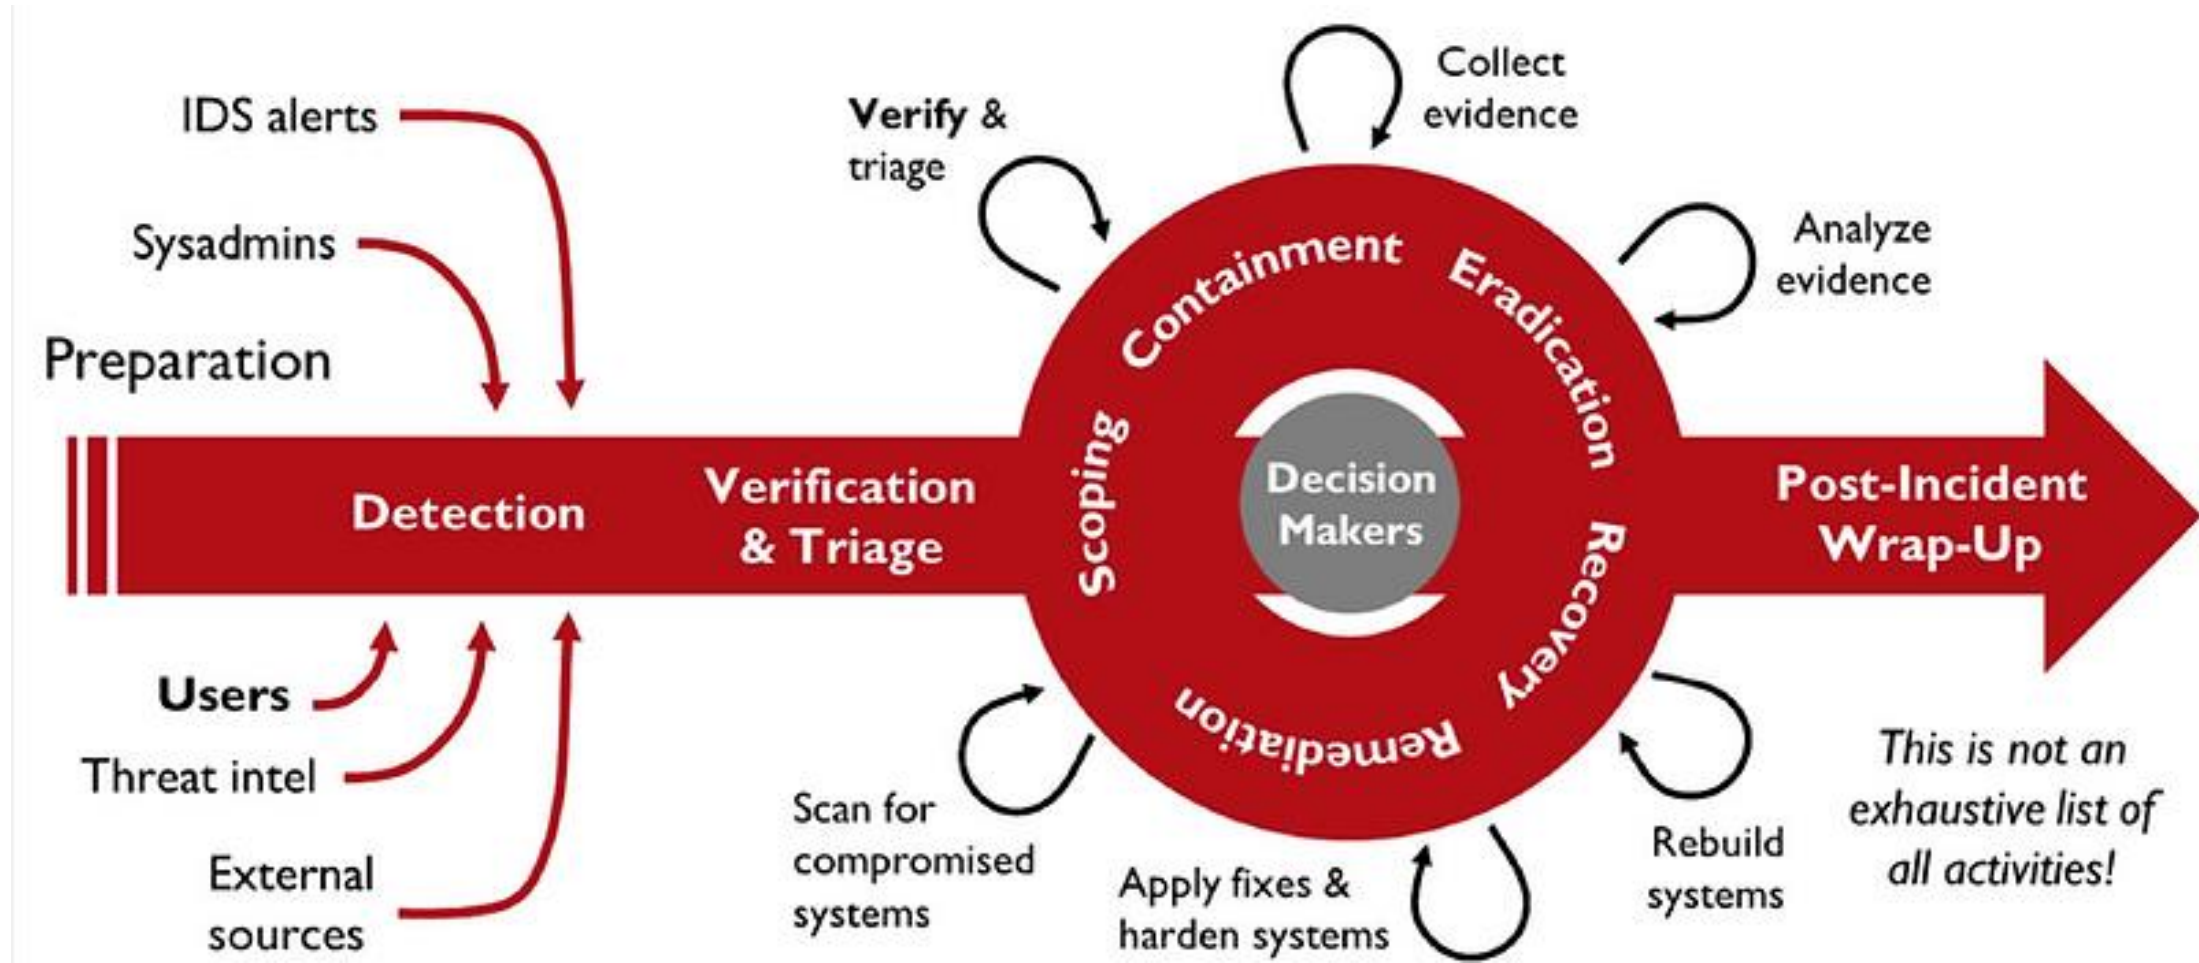 IDS alerts
Sysadmins
Preparation
Detection
Verification
& Triage
Users
Threat intel
External
sources
Verify &
triage
Collect
evidence
Analyze
evidence
Scoping
Containment
Eradication
Recovery
Remediation
Decision
Makers
Scan for
compromised
systems
Apply fixes &
harden systems
Rebuild
systems
Post-Incident
Wrap-Up
This is not an
exhaustive list of
all activities!